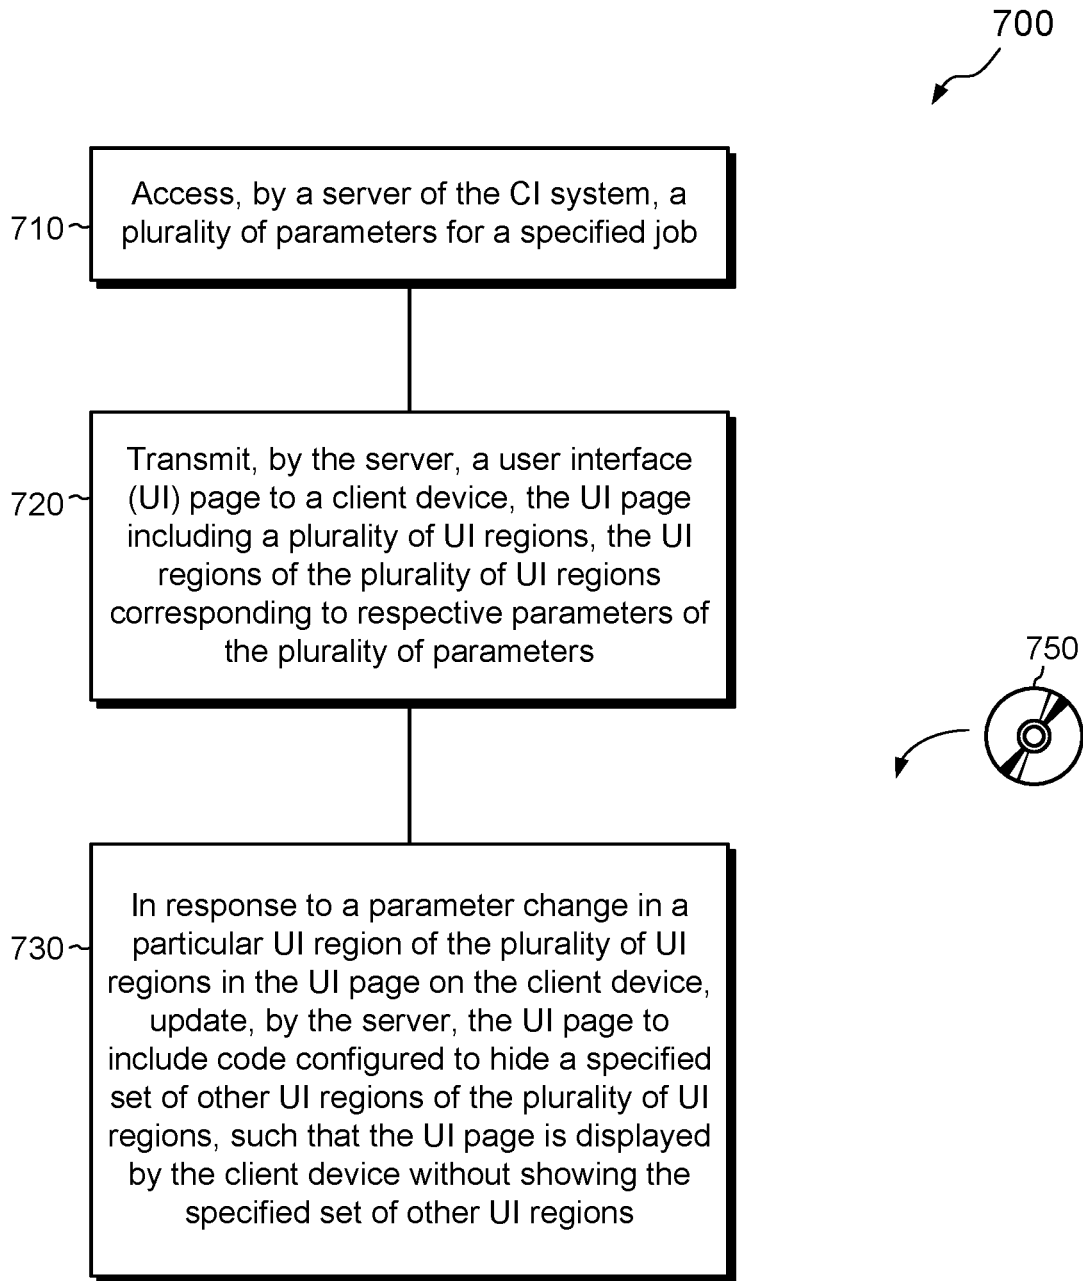 700
710
Access, by a server of the CI system, a
plurality of parameters for a specified job
720
Transmit, by the server, a user interface
(UI) page to a client device, the UI page
including a plurality of UI regions, the UI
regions of the plurality of UI regions
corresponding to respective parameters of
the plurality of parameters
750
730
In response to a parameter change in a
particular UI region of the plurality of UI
regions in the UI page on the client device,
update, by the server, the UI page to
include code configured to hide a specified
set of other UI regions of the plurality of UI
regions, such that the UI page is displayed
by the client device without showing the
specified set of other UI regions